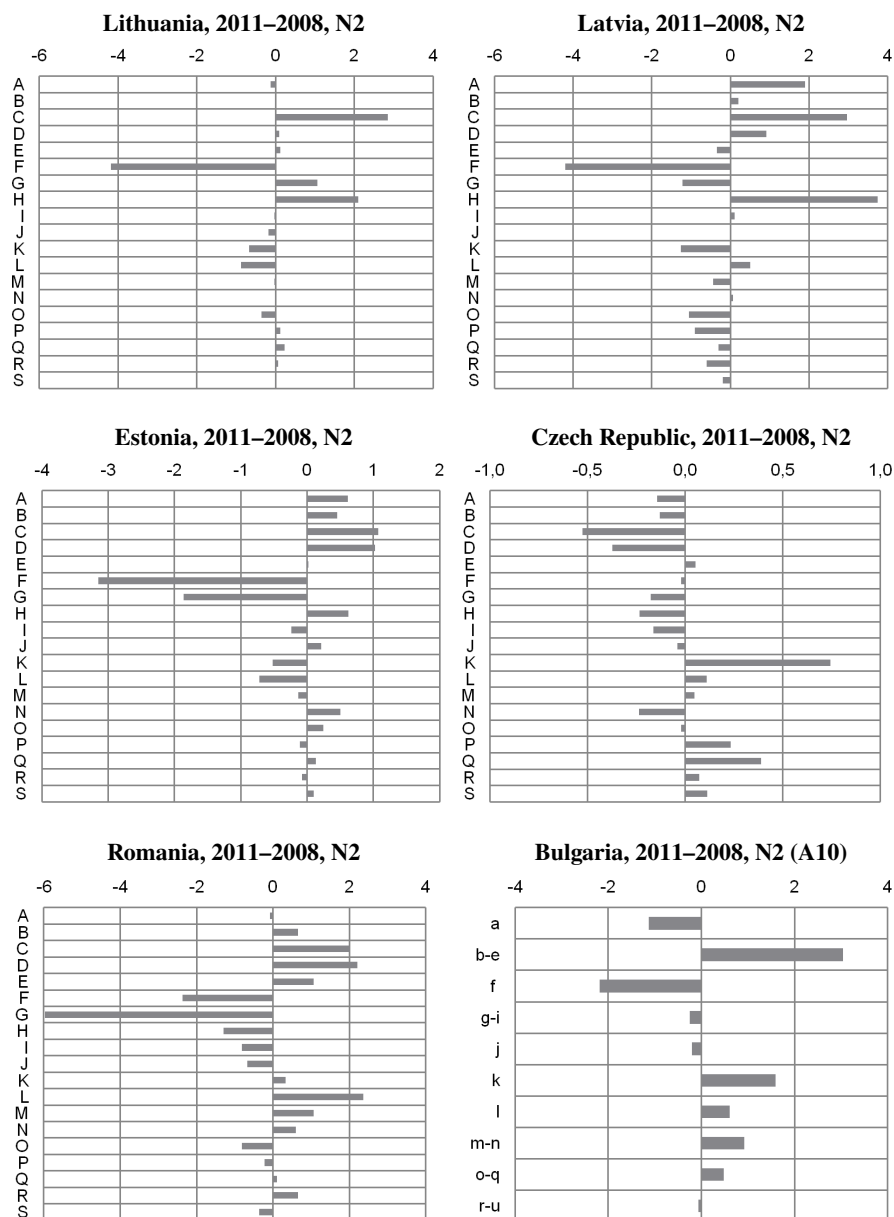 Lithuania, 2011–2008, N2
-6 -4 -2 0 2 4
A
B
C
D
E
F
G
H
I
J
K
L
M
N
O
P
Q
R
S
Latvia, 2011–2008, N2
-6 -4 -2 0 2 4
A
B
C
D
E
F
G
H
I
J
K
L
M
N
O
P
Q
R
S
Estonia, 2011–2008, N2
-4 -3 -2 -1 0 1 2
A
B
C
D
E
F
G
H
I
J
K
L
M
N
O
P
Q
R
S
Czech Republic, 2011–2008, N2
-1,0 -0,5 0,0 0,5 1,0
A
B
C
D
E
F
G
H
I
J
K
L
M
N
O
P
Q
R
S
Romania, 2011–2008, N2
-6 -4 -2 0 2 4
A
B
C
D
E
F
G
H
I
J
K
L
M
N
O
P
Q
R
S
Bulgaria, 2011–2008, N2 (A10)
-4 -2 0 2 4
a
b-e
f
g-i
j
k
l
m-n
o-q
r-u